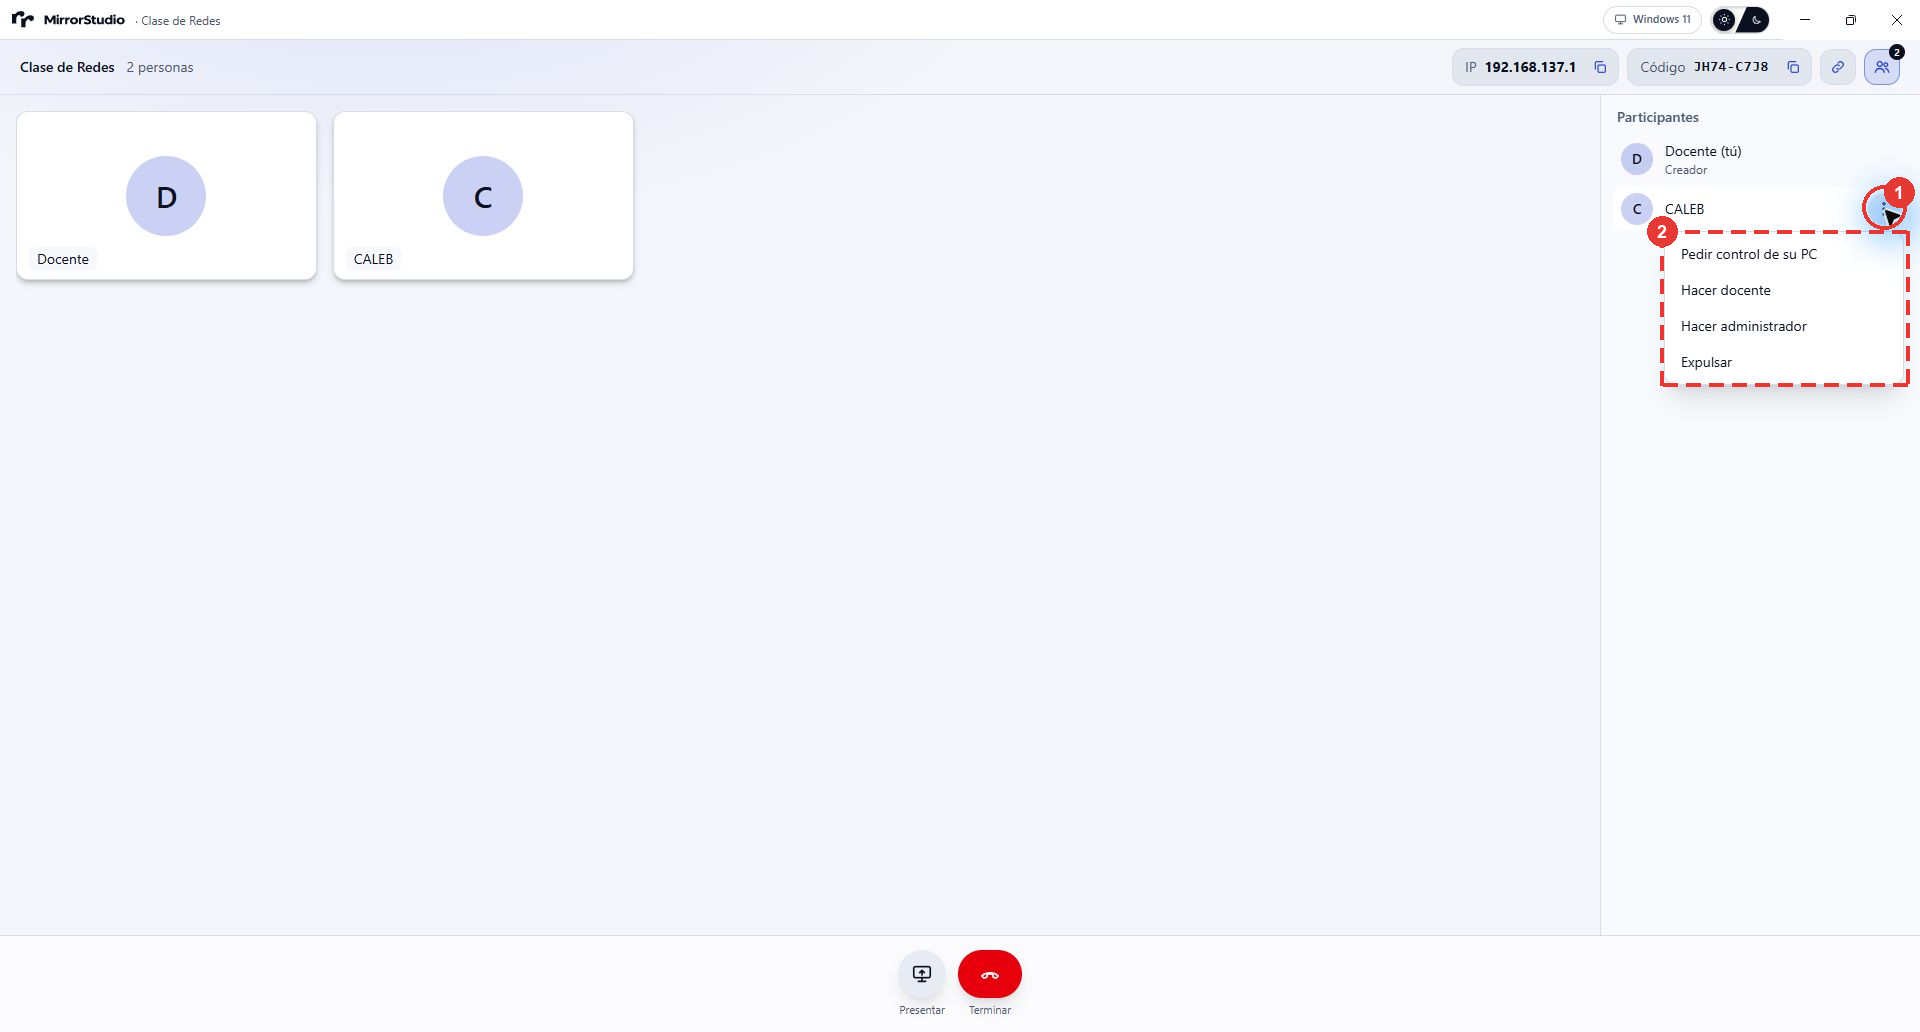 MirrorStudio · Clase de Redes
Windows 11
Clase de Redes 2 personas
IP 192.168.137.1
Código JH74-C7J8
2
D
Docente
C
CALEB
Participantes
D
Docente (tú)
Creador
1
C
CALEB
2
Pedir control de su PC
Hacer docente
Hacer administrador
Expulsar
Presentar
Terminar